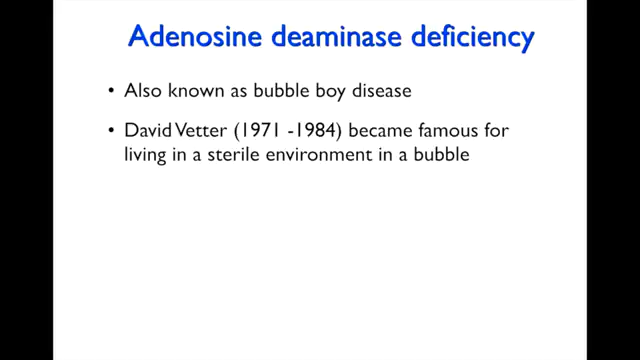 Adenosine deaminase deficiency
• Also known as bubble boy disease
• David Vetter (1971 -1984) became famous for
living in a sterile environment in a bubble